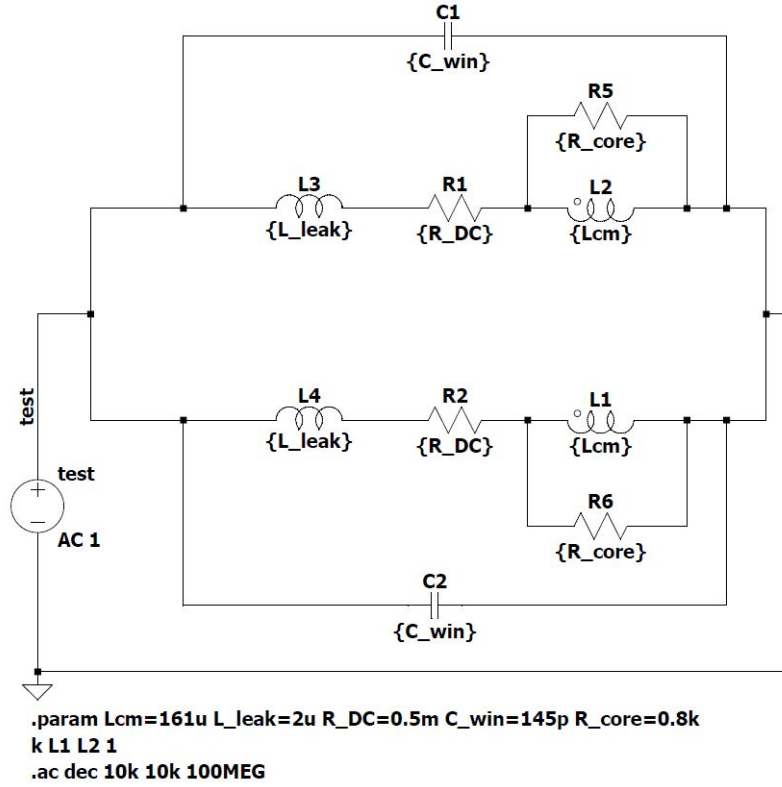 C1
{C_win}
R5
{R_core}
L3
R1
L2
{L_leak}
{R_DC}
{Lcm}
test
L4
R2
L1
{L_leak}
{R_DC}
{Lcm}
test
R6
AC 1
{R_core}
C2
{C_win}
.param Lcm=161u L_leak=2u R_DC=0.5m C_win=145p R_core=0.8k
k L1 L2 1
.ac dec 10k 10k 100MEG